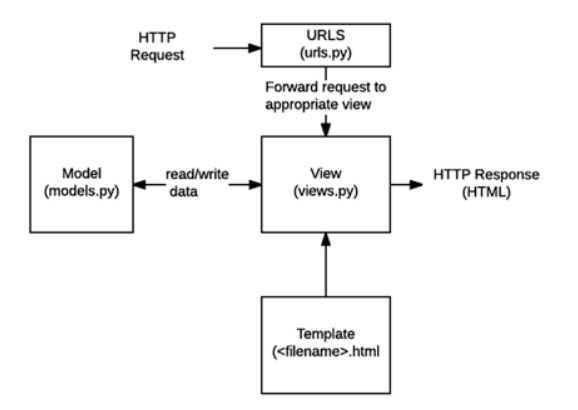 HTTP
Request
URLS
(urls.py)
Forward request to
appropriate view
Model
(models.py)
read/write
data
View
(views.py)
HTTP Response
(HTML)
Template
(<filename>.html